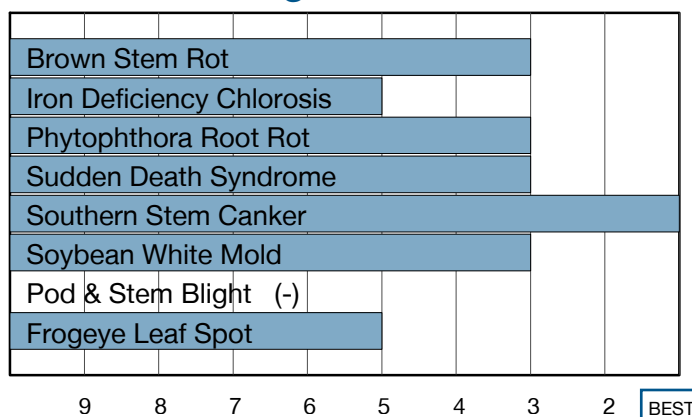 Brown Stem Rot
Iron Deficiency Chlorosis
Phytophthora Root Rot
Sudden Death Syndrome
Southern Stem Canker
Soybean White Mold
Pod & Stem Blight (-)
Frogeye Leaf Spot
9 8 7 6 5 4 3 2 BEST